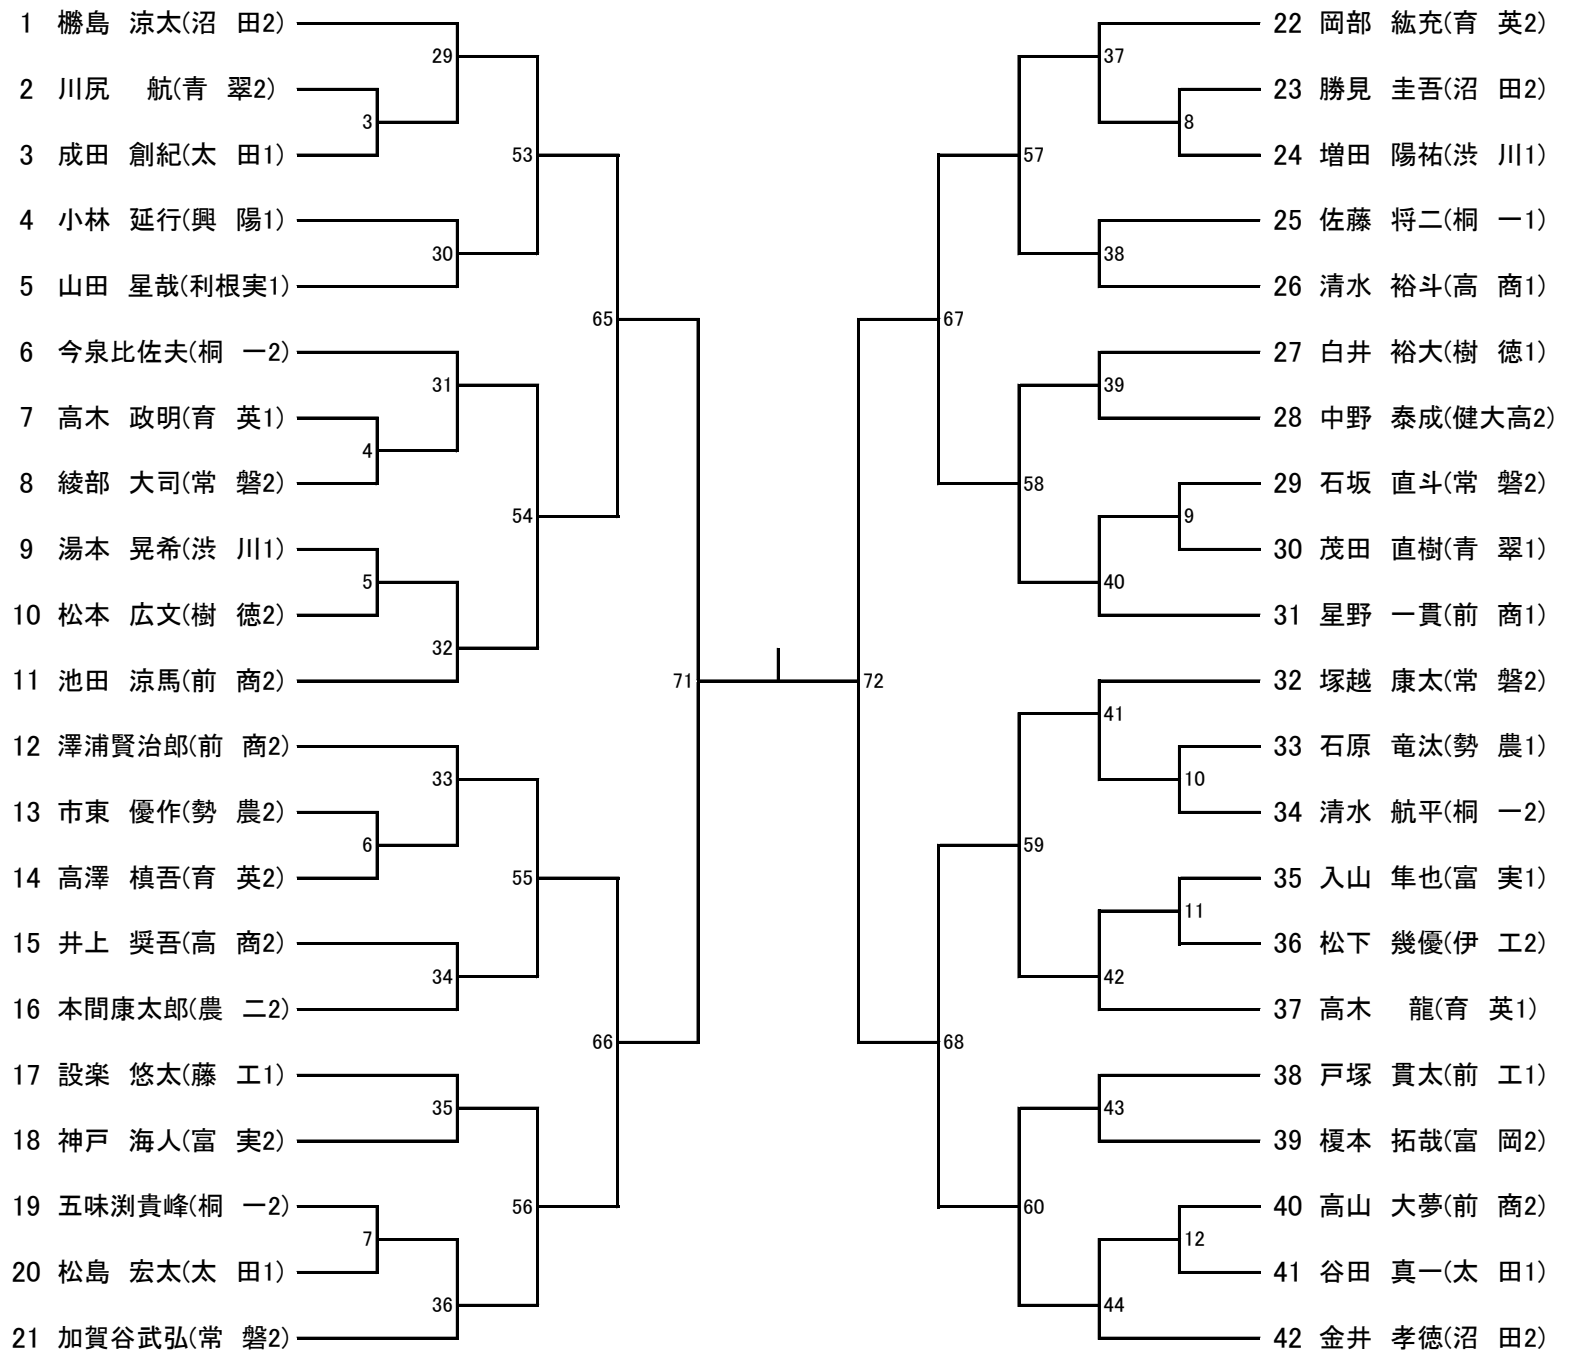 1 橳島 涼太(沼 田2)
29
2 川尻 航(青 翠2)
3
3 成田 創紀(太 田1)
53
4 小林 延行(興 陽1)
30
5 山田 星哉(利根実1)
65
6 今泉比佐夫(桐 一2)
31
7 高木 政明(育 英1)
4
8 綾部 大司(常 磐2)
54
9 湯本 晃希(渋 川1)
5
10 松本 広文(樹 徳2)
32
11 池田 涼馬(前 商2)
71
12 澤浦賢治郎(前 商2)
33
13 市東 優作(勢 農2)
6
14 高澤 槙吾(育 英2)
55
15 井上 奨吾(高 商2)
34
16 本間康太郎(農 二2)
66
17 設楽 悠太(藤 工1)
35
18 神戸 海人(富 実2)
19 五味渕貴峰(桐 一2)
56
7
20 松島 宏太(太 田1)
36
21 加賀谷武弘(常 磐2)
22 岡部 紘充(育 英2)
37
23 勝見 圭吾(沼 田2)
8
24 増田 陽祐(渋 川1)
57
25 佐藤 将二(桐 一1)
38
26 清水 裕斗(高 商1)
67
27 白井 裕大(樹 徳1)
39
28 中野 泰成(健大高2)
58
29 石坂 直斗(常 磐2)
9
30 茂田 直樹(青 翠1)
40
31 星野 一貫(前 商1)
72
32 塚越 康太(常 磐2)
41
33 石原 竜汰(勢 農1)
10
34 清水 航平(桐 一2)
59
35 入山 隼也(富 実1)
11
36 松下 幾優(伊 工2)
42
37 高木 龍(育 英1)
68
38 戸塚 貫太(前 工1)
43
39 榎本 拓哉(富 岡2)
60
40 高山 大夢(前 商2)
12
41 谷田 真一(太 田1)
44
42 金井 孝徳(沼 田2)